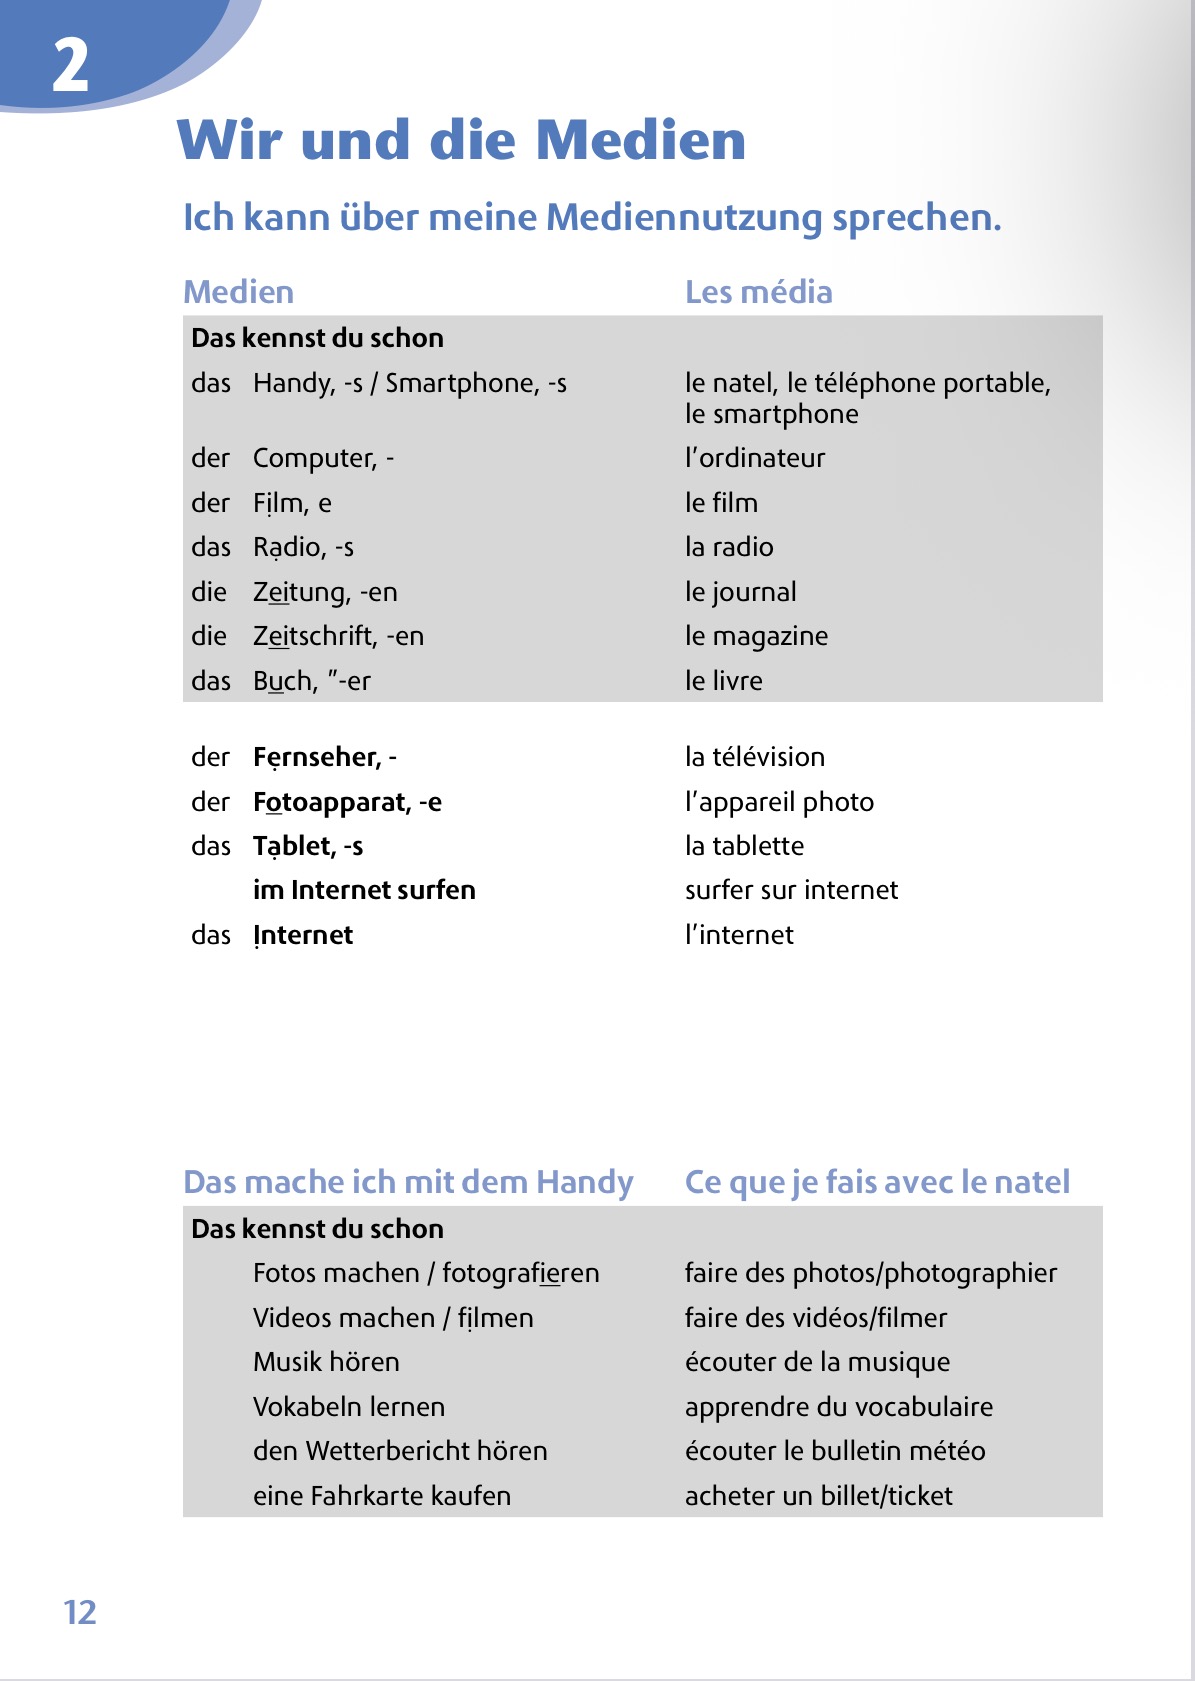 2
Wir und die Medien
Ich kann über meine Mediennutzung sprechen.
Medien Les média
Das kennst du schon
das Handy, -s / Smartphone, -s le natel, le téléphone portable,
le smartphone
der Computer, - l'ordinateur
der Film, e le film
das Radio, -s la radio
die Zeitung, -en le journal
die Zeitschrift, -en le magazine
das Buch, "-er le livre
der Fernseher, - la télévision
der Fotoapparat, -e l'appareil photo
das Tablet, -s la tablette
im Internet surfen surfer sur internet
das Internet l'internet
Das mache ich mit dem Handy Ce que je fais avec le natel
Das kennst du schon
Fotos machen / fotografieren faire des photos/photographier
Videos machen / filmen faire des vidéos/filmer
Musik hören écouter de la musique
Vokabeln lernen apprendre du vocabulaire
den Wetterbericht hören écouter le bulletin météo
eine Fahrkarte kaufen acheter un billet/ticket
12